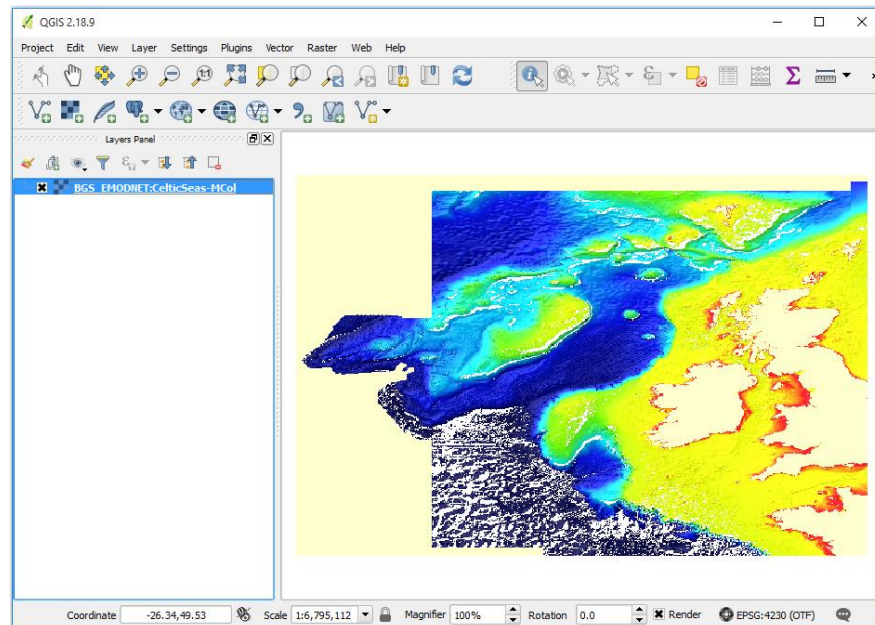 QGIS 2.18.9
Project Edit View Layer Settings Plugins Vector Raster Web Help
1:1
Layers Panel
BGS_EMODNET:CelticSeas-MCol
Coordinate -26.34,49.53 Scale 1:6,795,112 Magnifier 100% Rotation 0.0 Render EPSG:4230 (OTF)